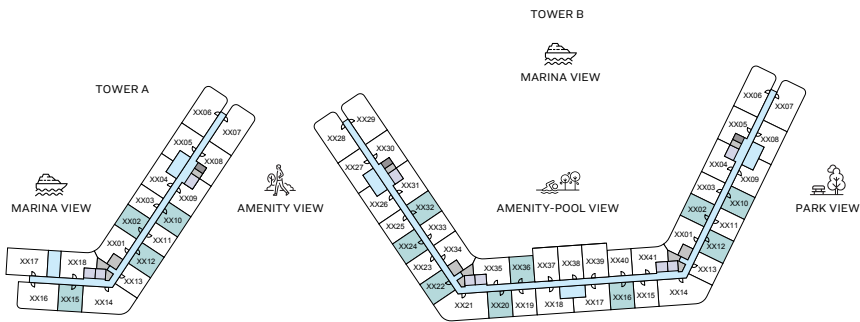 TOWER B
MARINA VIEW
TOWER A
XX06
XX07
XX05
XX08
XX04
XX09
XX03
XX10
XX02
XX11
XX01
XX12
XX13
XX17
XX18
XX16
XX15
XX14
MARINA VIEW
AMENITY VIEW
XX28
XX29
XX27
XX30
XX26
XX31
XX25
XX32
XX24
XX33
XX23
XX34
XX22
XX21
XX35
XX36
XX37
XX38
XX39
XX40
XX41
XX20
XX19
XX18
XX17
XX16
XX15
XX14
AMENITY-POOL VIEW
XX06
XX07
XX05
XX08
XX04
XX09
XX03
XX10
XX02
XX12
XX01
XX13
PARK VIEW